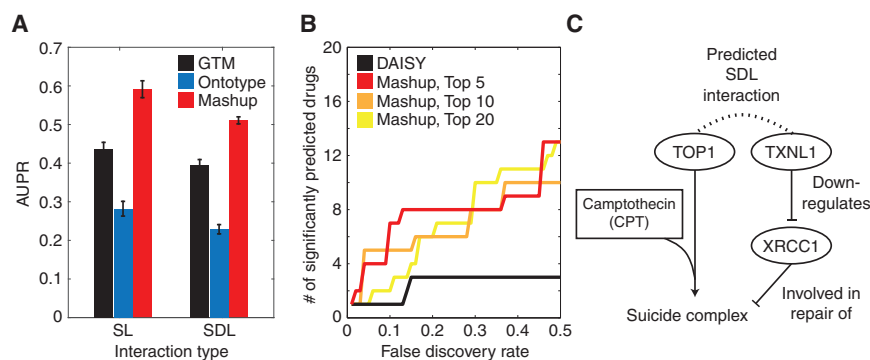 A
0.7
0.6
0.5
0.4
0.3
0.2
0.1
0
AUPR
GTM
Ontotype
Mashup
SL
SDL
Interaction type
B
20
16
12
8
4
0
# of significantly predicted drugs
DAISY
Mashup, Top 5
Mashup, Top 10
Mashup, Top 20
0
0.1
0.2
0.3
0.4
0.5
False discovery rate
C
Predicted
SDL
interaction
TOP1
TXNL1
Down-
regulates
Camptothecin
(CPT)
XRCC1
Involved in
repair of
Suicide complex